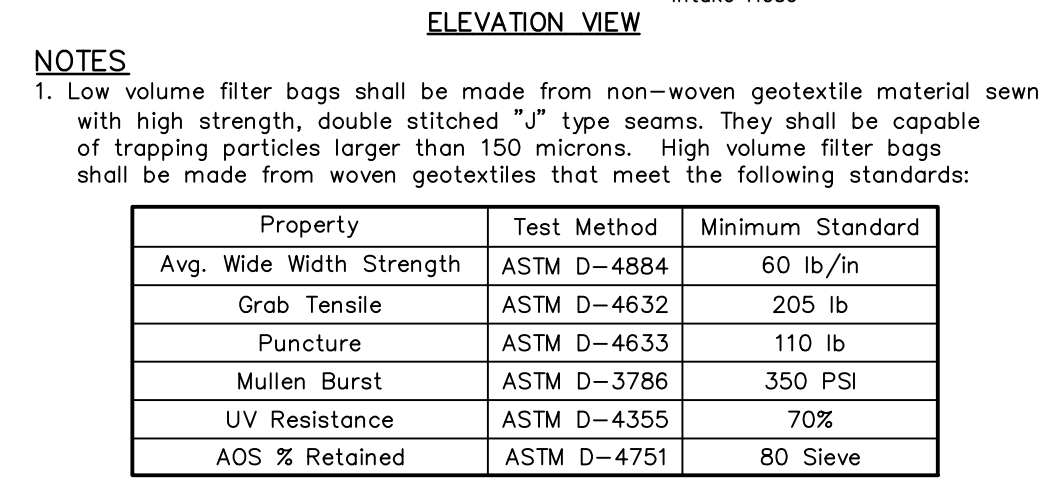 ELEVATION VIEW
NOTES
1. Low volume filter bags shall be made from non-woven geotextile material sewn
with high strength, double stitched "J" type seams. They shall be capable
of trapping particles larger than 150 microns. High volume filter bags
shall be made from woven geotextiles that meet the following standards:
Property Test Method Minimum Standard
Avg. Wide Width Strength ASTM D-4884 60 lb/in
Grab Tensile ASTM D-4632 205 lb
Puncture ASTM D-4633 110 lb
Mullen Burst ASTM D-3786 350 PSI
UV Resistance ASTM D-4355 70%
AOS % Retained ASTM D-4751 80 Sieve